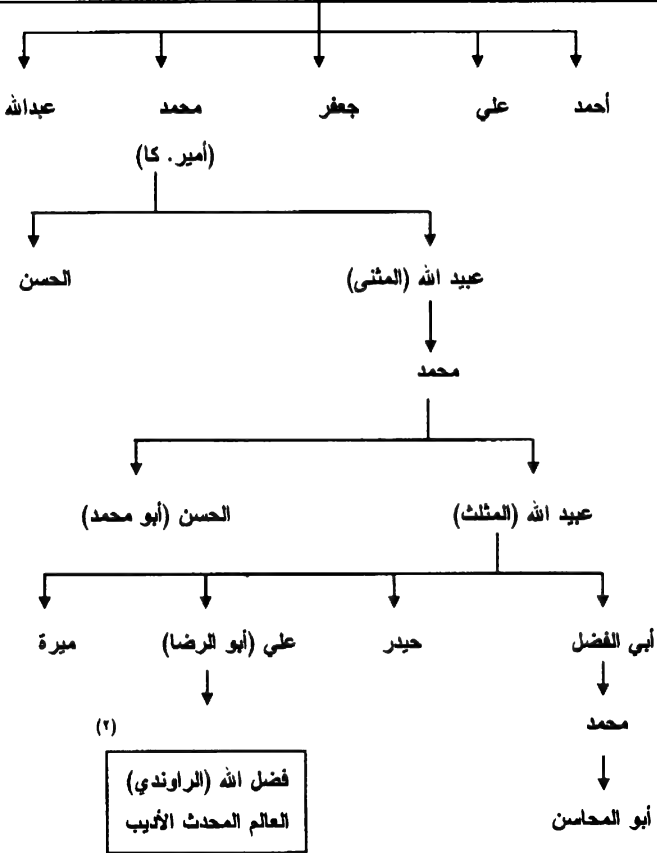 أحمد
علي
جعفر
محمد
عبدالله
(أمير. كا)
عبيد الله (المثنى)
الحسن
محمد
عبيد الله (المثلث)
الحسن (أبو محمد)
أبي الفضل
حيدر
علي (أبو الرضا)
ميرة
محمد
(٢)
فضل الله (الراوندي)
العالم المحدث الأديب
أبو المحاسن